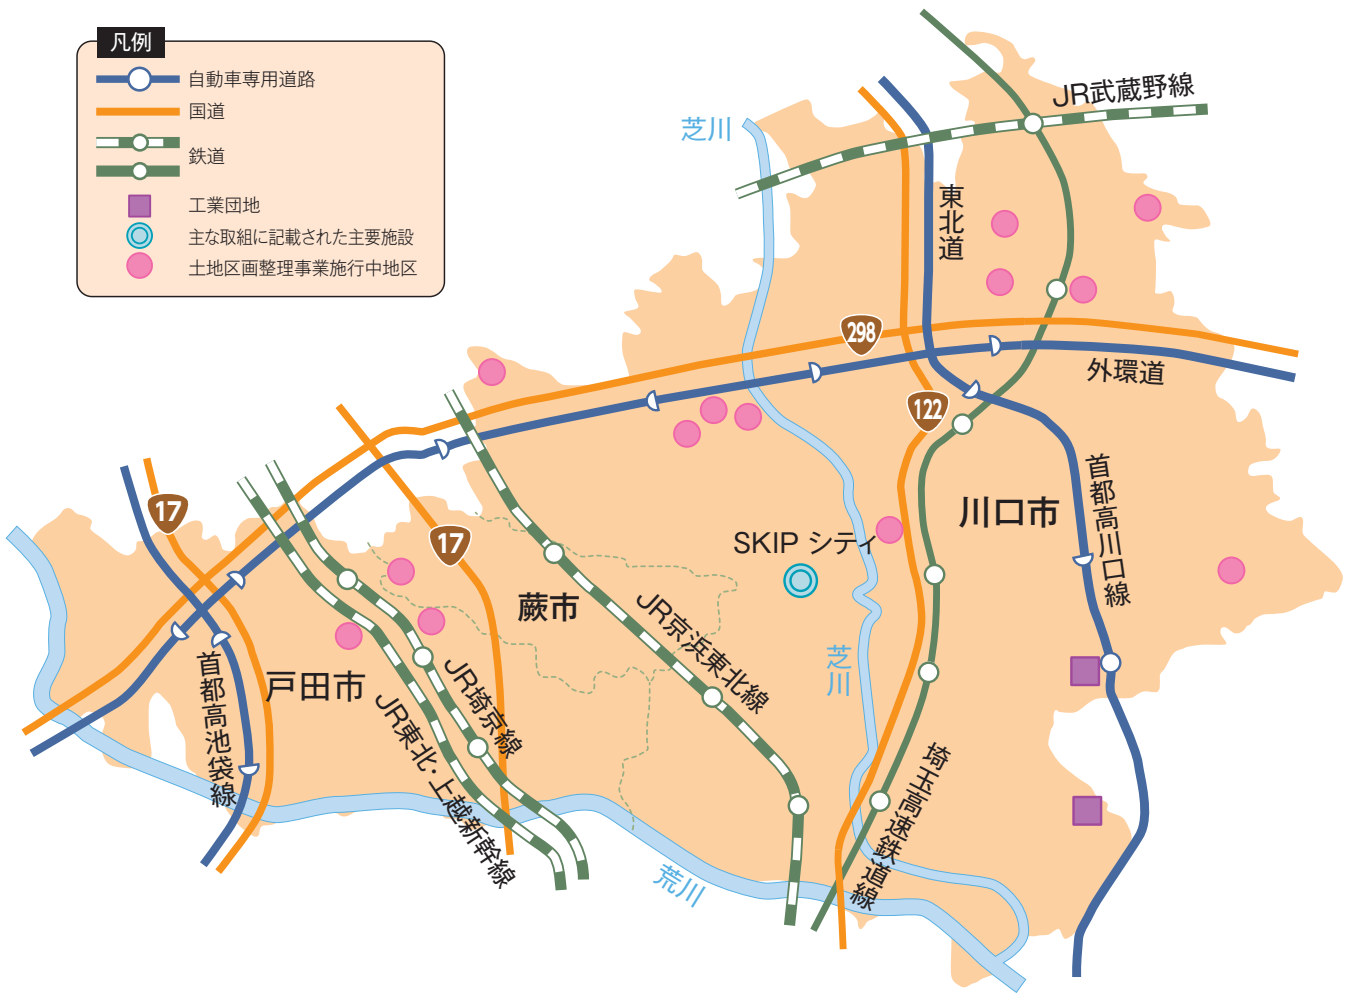 凡例
自動車専用道路
国道
鉄道
工業団地
主な取組に記載された主要施設
土地区画整理事業施行中地区
芝川
JR武蔵野線
東北道
298
外環道
122
17
17
首都高川口線
川口市
SKIP シティ
蕨市
JR京浜東北線
芝川
戸田市
首都高池袋線
JR埼京線
JR東北・上越新幹線
埼玉高速鉄道線
荒川